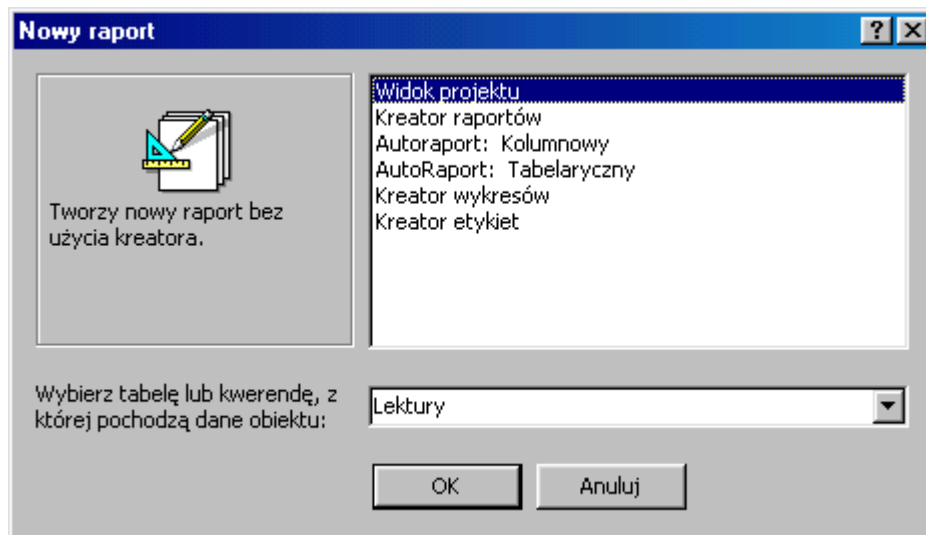 Nowy raport
Widok projektu
Kreator raportów
Autoraport: Kolumnowy
AutoRaport: Tabelaryczny
Kreator wykresów
Kreator etykiet
Tworzy nowy raport bez
użycia kreatora.
Wybierz tabelę lub kwerendę, z
której pochodzą dane obiektu:
Lektury
OK
Anuluj